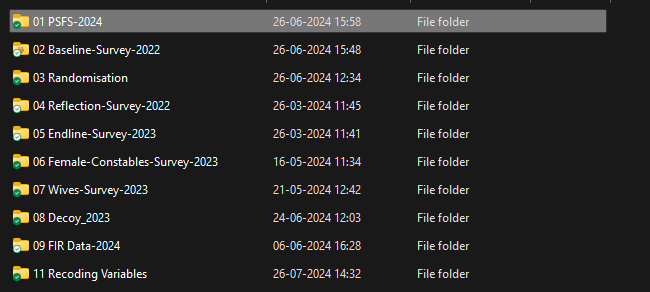 01 PSFS-2024 26-06-2024 15:58 File folder
02 Baseline-Survey-2022 26-06-2024 15:48 File folder
03 Randomisation 26-06-2024 12:34 File folder
04 Reflection-Survey-2022 26-03-2024 11:45 File folder
05 Endline-Survey-2023 26-03-2024 11:41 File folder
06 Female-Constables-Survey-2023 16-05-2024 11:34 File folder
07 Wives-Survey-2023 21-05-2024 12:42 File folder
08 Decoy_2023 24-06-2024 12:03 File folder
09 FIR Data-2024 06-06-2024 16:28 File folder
11 Recoding Variables 26-07-2024 14:32 File folder